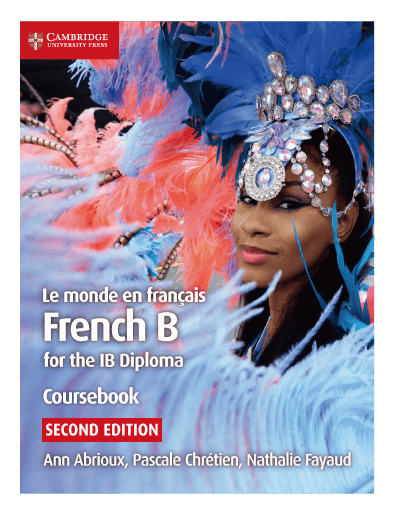 CAMBRIDGE
UNIVERSITY PRESS
Le monde en français
French B
for the IB Diploma
Coursebook
SECOND EDITION
Ann Abrioux, Pascale Chrétien, Nathalie Fayaud